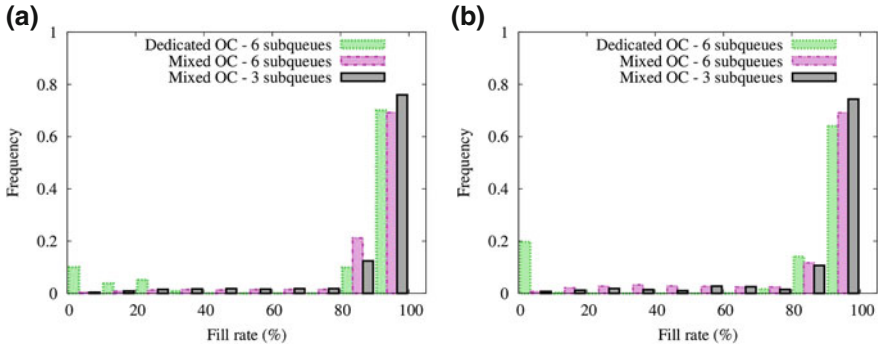 (a)
1
0.8
0.6
0.4
0.2
0
Frequency
Dedicated OC - 6 subqueues
Mixed OC - 6 subqueues
Mixed OC - 3 subqueues
0 20 40 60 80 100
Fill rate (%)
(b)
1
0.8
0.6
0.4
0.2
0
Frequency
Dedicated OC - 6 subqueues
Mixed OC - 6 subqueues
Mixed OC - 3 subqueues
0 20 40 60 80 100
Fill rate (%)